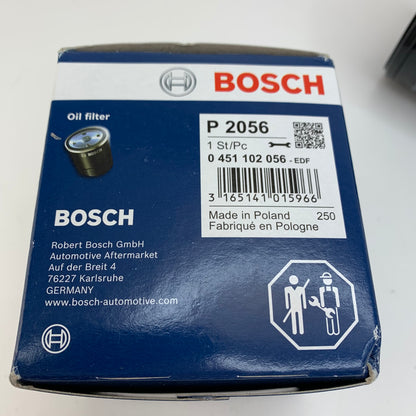 BOSCH
Oil filter
P 2056
1 St/Pc
0 451 102 056 - EDF
3 165141 015966
Made in Poland 250
Fabriqué en Pologne
BOSCH
Robert Bosch GmbH
Automotive Aftermarket
Auf der Breit 4
76227 Karlsruhe
GERMANY
www.bosch-automotive.com
BOSCH